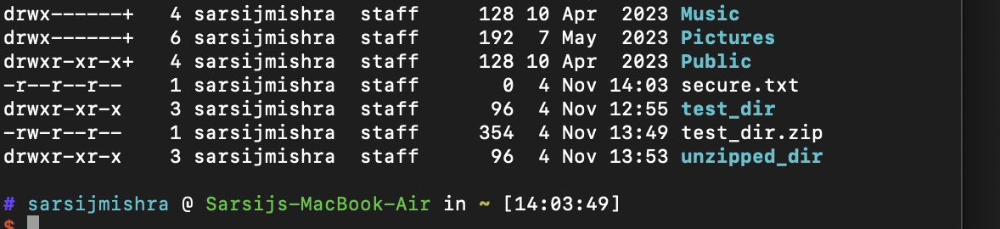 drwx------+ 4 sarsijmishra staff 128 10 Apr 2023 Music
drwx------+ 6 sarsijmishra staff 192 7 May 2023 Pictures
drwxr-xr-x+ 4 sarsijmishra staff 128 10 Apr 2023 Public
-r--r--r-- 1 sarsijmishra staff 0 4 Nov 14:03 secure.txt
drwxr-xr-x 3 sarsijmishra staff 96 4 Nov 12:55 test_dir
-rw-r--r-- 1 sarsijmishra staff 354 4 Nov 13:49 test_dir.zip
drwxr-xr-x 3 sarsijmishra staff 96 4 Nov 13:53 unzipped_dir
# sarsijmishra @ Sarsijs-MacBook-Air in ~ [14:03:49]
$